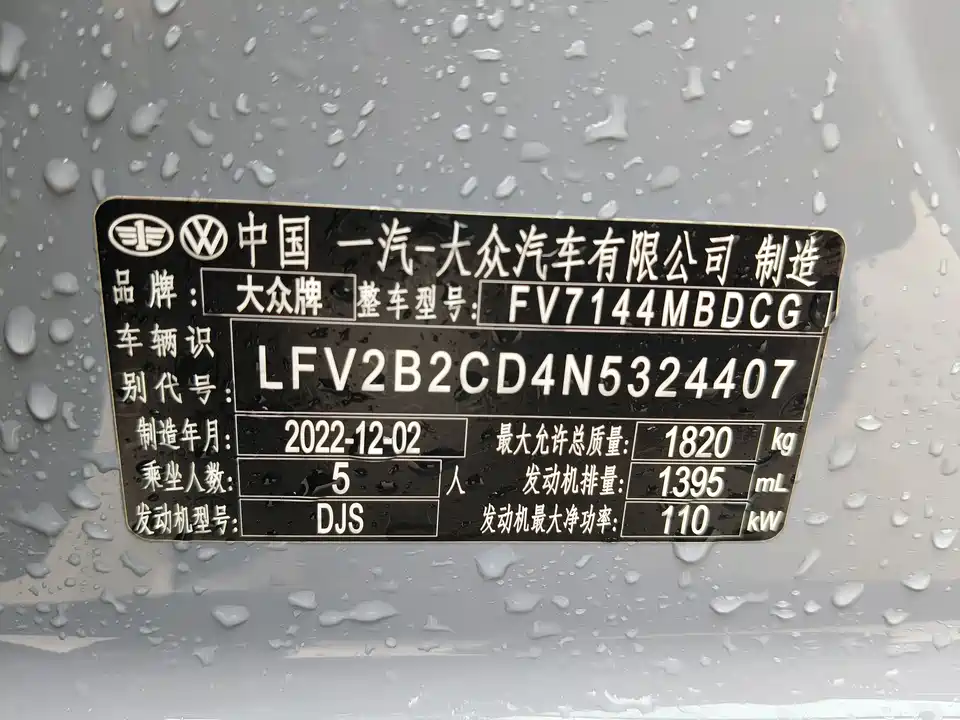 中国 一汽-大众汽车有限公司 制造
品牌: 大众牌 整车型号: FV7144MBDCG
车辆识别代号: LFV2B2CD4N5324407
制造年月: 2022-12-02 最大允许总质量: 1820 kg
乘坐人数: 5 人 发动机排量: 1395 mL
发动机型号: DJS 发动机最大净功率: 110 kW